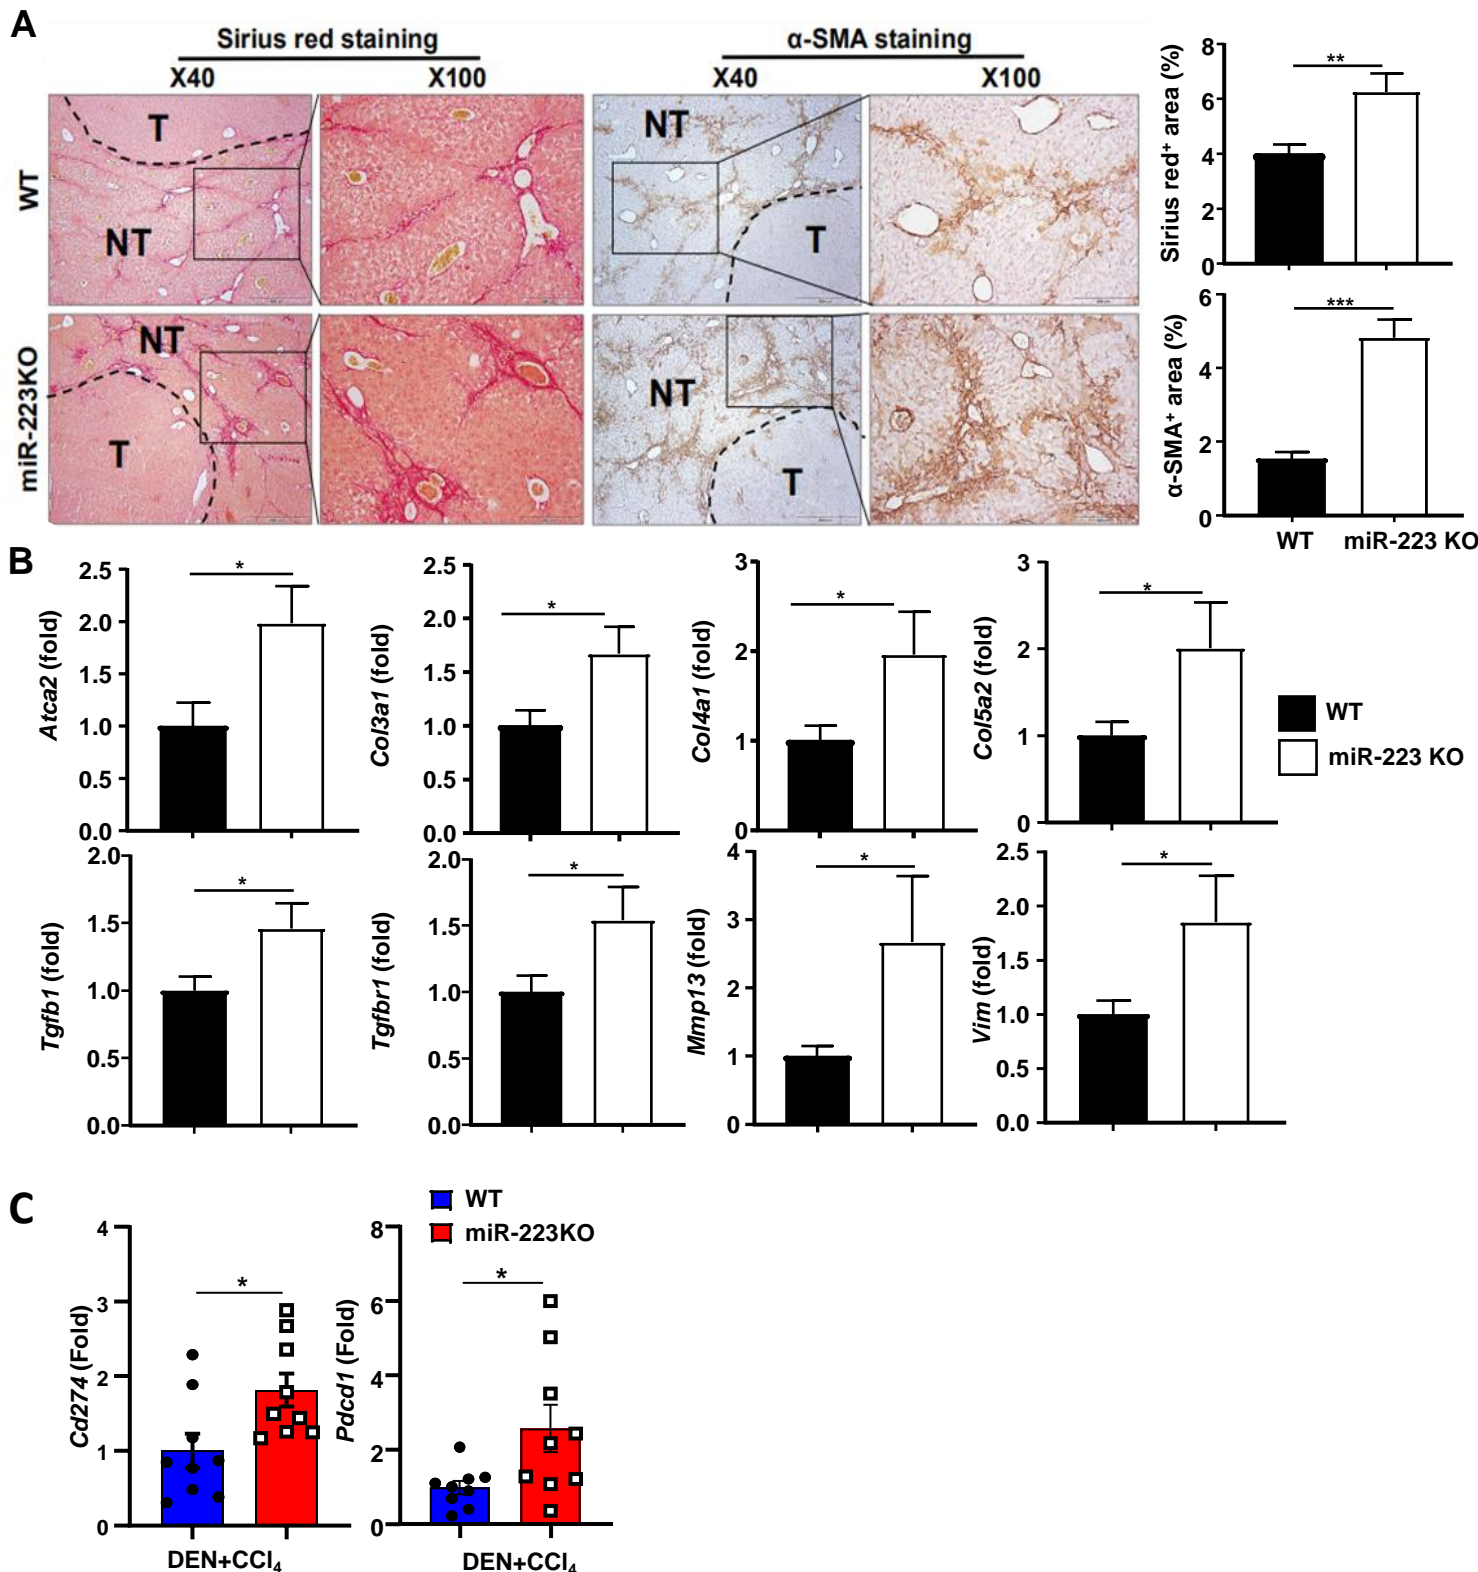 A
Sirius red staining
α-SMA staining
X40
X100
X40
X100
WT
miR-223KO
T
NT
NT
T
NT
T
NT
T
Sirius red⁺ area (%)
8
6
4
2
0
**
α-SMA⁺ area (%)
6
4
2
0
***
WT
miR-223 KO
B
Atca2 (fold)
2.5
2.0
1.5
1.0
0.5
0.0
*
Col3a1 (fold)
2.5
2.0
1.5
1.0
0.5
0.0
*
Col4a1 (fold)
3
2
1
0
*
Col5a2 (fold)
3
2
1
0
*
WT
miR-223 KO
Tgfb1 (fold)
2.0
1.5
1.0
0.5
0.0
*
Tgfbr1 (fold)
2.0
1.5
1.0
0.5
0.0
*
Mmp13 (fold)
4
3
2
1
0
*
Vim (fold)
2.5
2.0
1.5
1.0
0.5
0.0
*
C
WT
miR-223KO
Cd274 (Fold)
4
3
2
1
0
*
DEN+CCl₄
Pdcd1 (Fold)
8
6
4
2
0
*
DEN+CCl₄